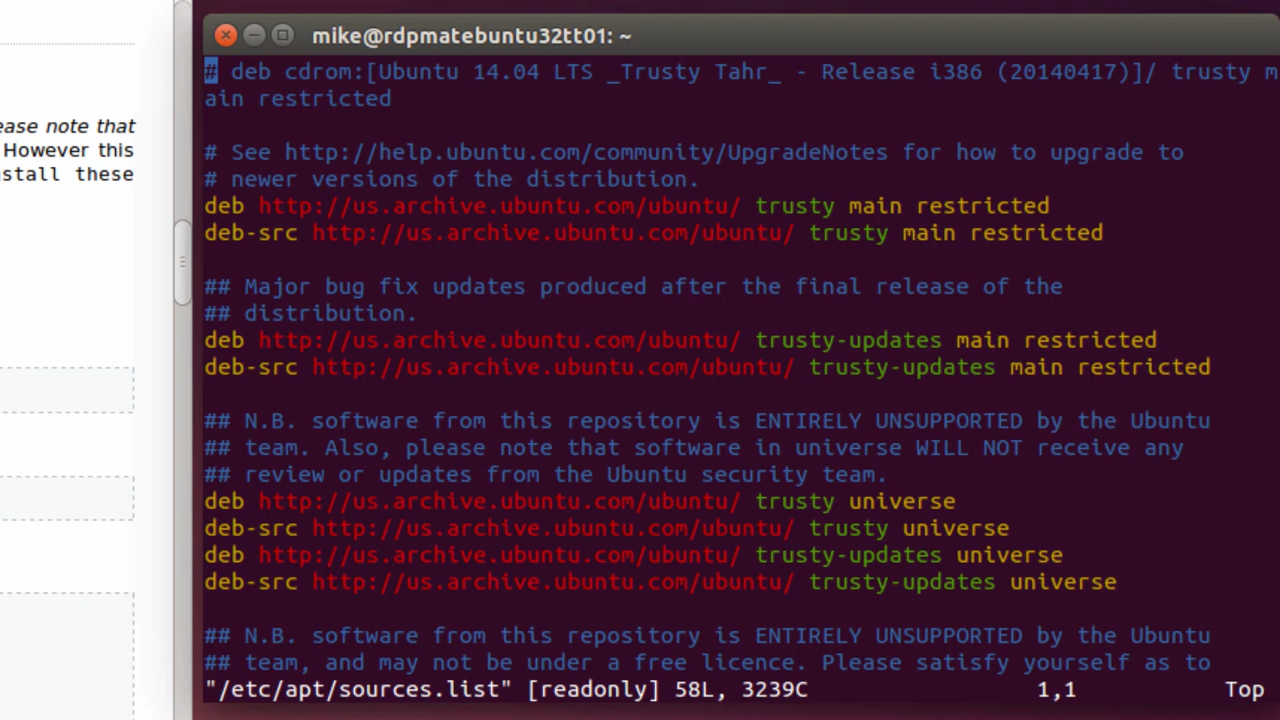 ease note that
However this
stall these
mike@rdpmatebuntu32tt01: ~
# deb cdrom:[Ubuntu 14.04 LTS _Trusty Tahr_ - Release i386 (20140417)]/ trusty m
ain restricted
# See http://help.ubuntu.com/community/UpgradeNotes for how to upgrade to
# newer versions of the distribution.
deb http://us.archive.ubuntu.com/ubuntu/ trusty main restricted
deb-src http://us.archive.ubuntu.com/ubuntu/ trusty main restricted
## Major bug fix updates produced after the final release of the
## distribution.
deb http://us.archive.ubuntu.com/ubuntu/ trusty-updates main restricted
deb-src http://us.archive.ubuntu.com/ubuntu/ trusty-updates main restricted
## N.B. software from this repository is ENTIRELY UNSUPPORTED by the Ubuntu
## team. Also, please note that software in universe WILL NOT receive any
## review or updates from the Ubuntu security team.
deb http://us.archive.ubuntu.com/ubuntu/ trusty universe
deb-src http://us.archive.ubuntu.com/ubuntu/ trusty universe
deb http://us.archive.ubuntu.com/ubuntu/ trusty-updates universe
deb-src http://us.archive.ubuntu.com/ubuntu/ trusty-updates universe
## N.B. software from this repository is ENTIRELY UNSUPPORTED by the Ubuntu
## team, and may not be under a free licence. Please satisfy yourself as to
"/etc/apt/sources.list" [readonly] 58L, 3239C 1,1 Top